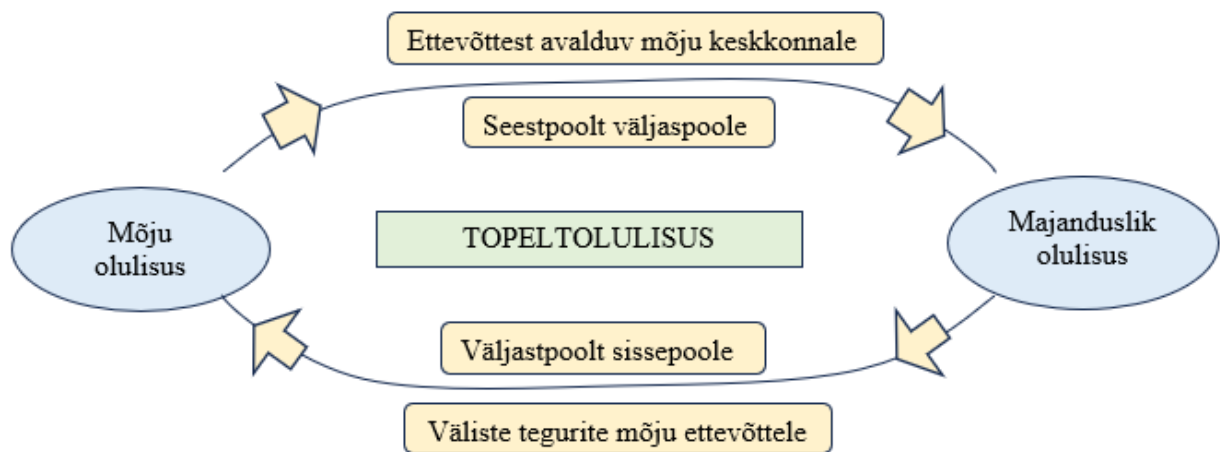 Ettevõttest avalduv mõju keskkonnale
Seestpoolt väljaspoole
Mõju
olulisus
TOPELTOLULISUS
Majanduslik
olulisus
Väljastpoolt sissepoole
Väliste tegurite mõju ettevõttele